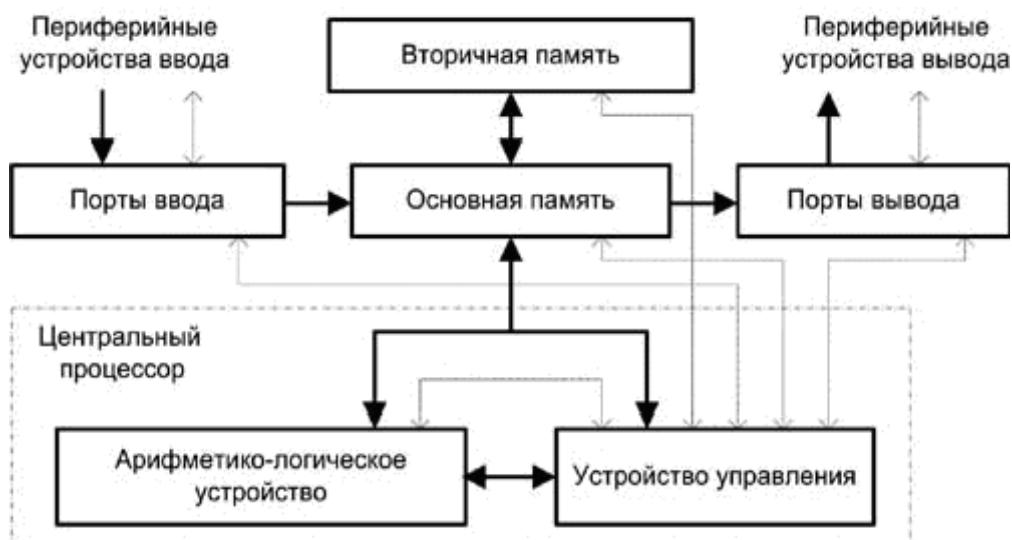 Периферийные
устройства ввода
Вторичная память
Периферийные
устройства вывода
Порты ввода
Основная память
Порты вывода
Центральный
процессор
Арифметико-логическое
устройство
Устройство управления